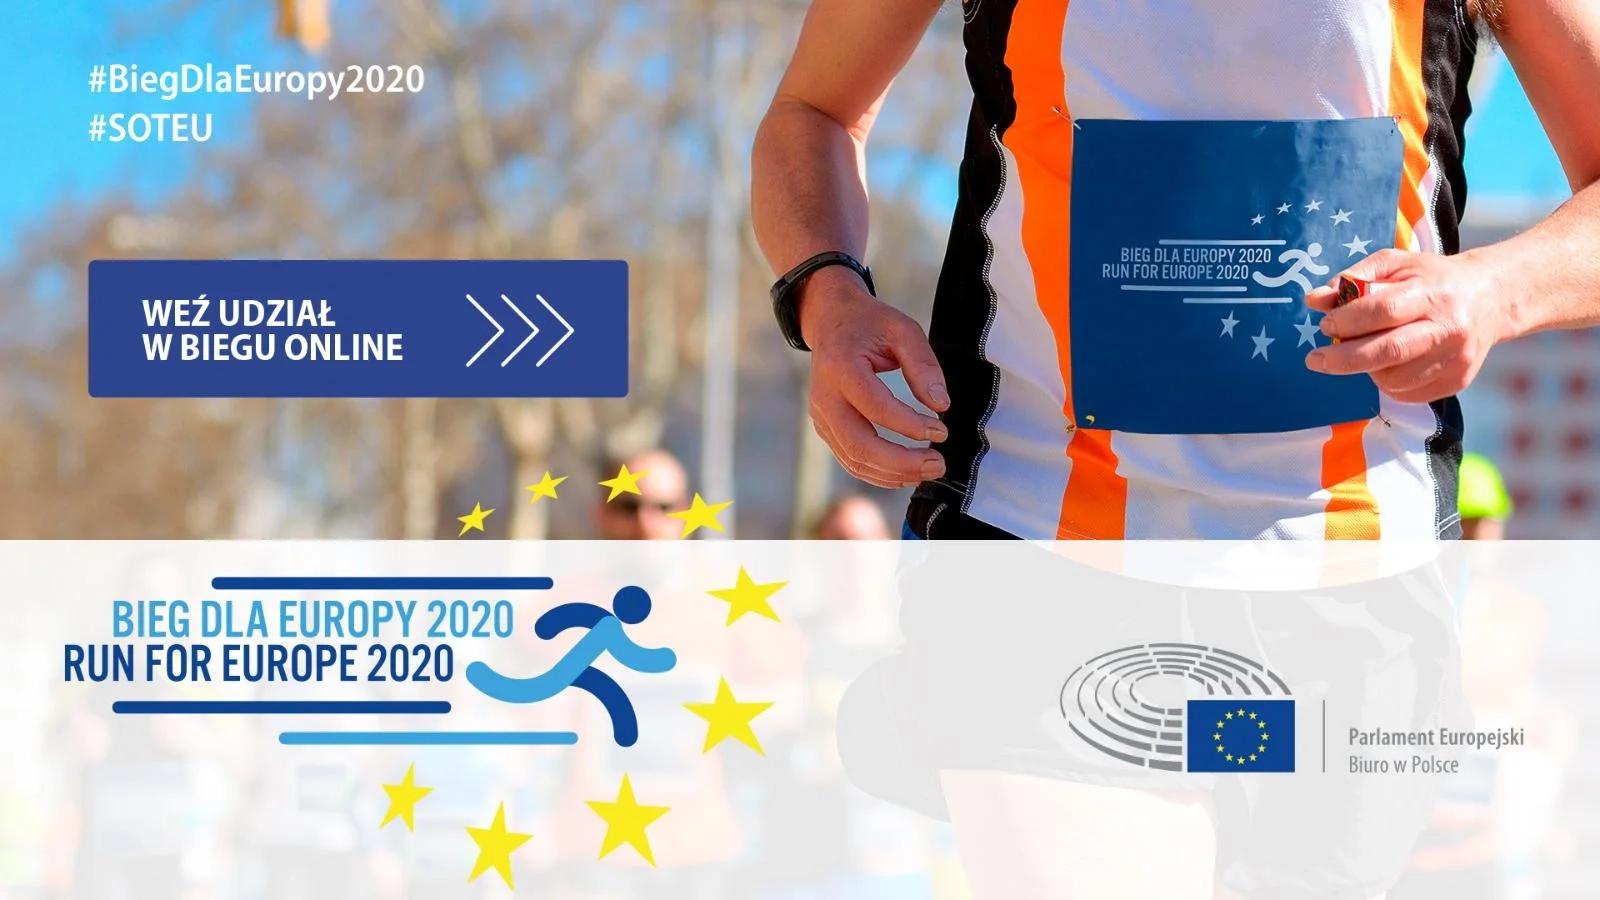 #BiegDlaEuropy2020
#SOTEU
WEŹ UDZIAŁ
W BIEGU ONLINE
BIEG DLA EUROPY 2020
RUN FOR EUROPE 2020
BIEG DLA EUROPY 2020
RUN FOR EUROPE 2020
Parlament Europejski
Biuro w Polsce